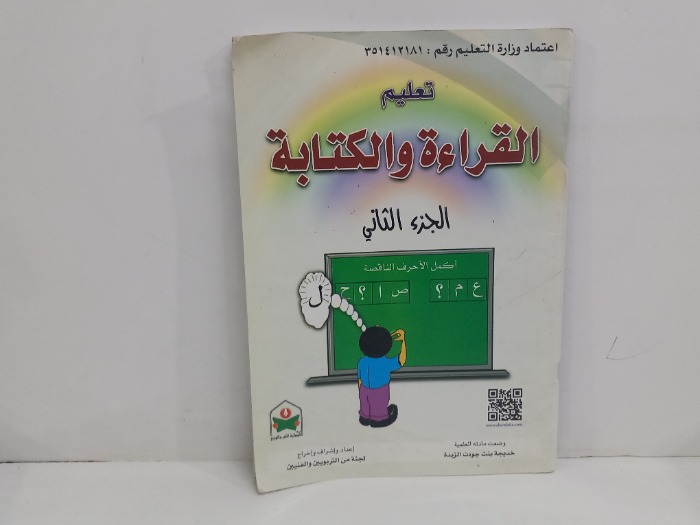 اعتماد وزارة التعليم رقم : ٣٥١٤١٢١٨١
تعليم
القراءة والكتابة
الجزء الثاني
أكمل الأحرف الناقصة
ع م ؟ ص ا ؟ ح
ل
وضعت مادته العلمية
خديجة بنت جودت الزبدة
إعداد وإشراف وإخراج
لجنة من التربويين والفنيين